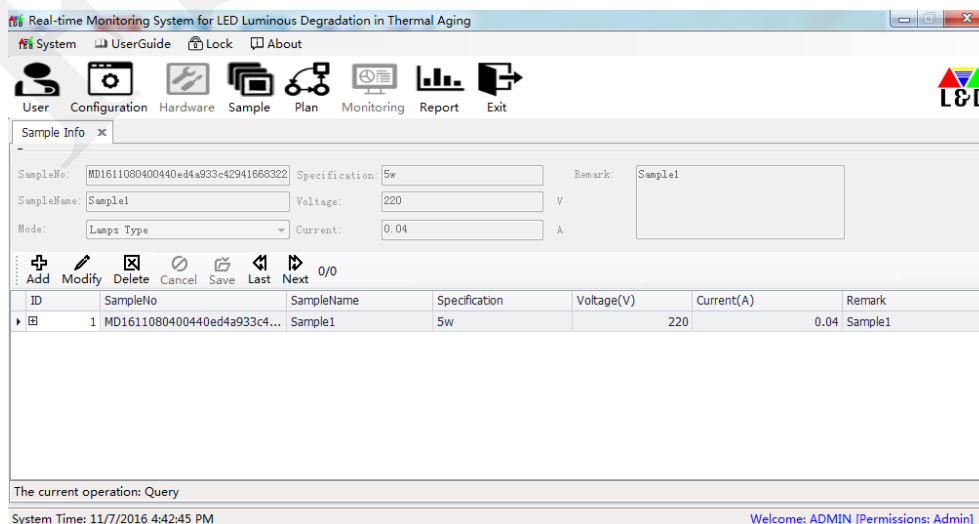 Real-time Monitoring System for LED Luminous Degradation in Thermal Aging
System UserGuide Lock About
User Configuration Hardware Sample Plan Monitoring Report Exit
L&D
Sample Info
SampleNo: MD1611080400440ed4a933c42941668322 Specification: 5w Remark: Sample1
SampleName: Sample1 Voltage: 220 V
Mode: Lamps Type Current: 0.04 A
Add Modify Delete Cancel Save Last Next 0/0
ID SampleNo SampleName Specification Voltage(V) Current(A) Remark
1 MD1611080400440ed4a933c4... Sample1 5w 220 0.04 Sample1
The current operation: Query
System Time: 11/7/2016 4:42:45 PM Welcome: ADMIN [Permissions: Admin]